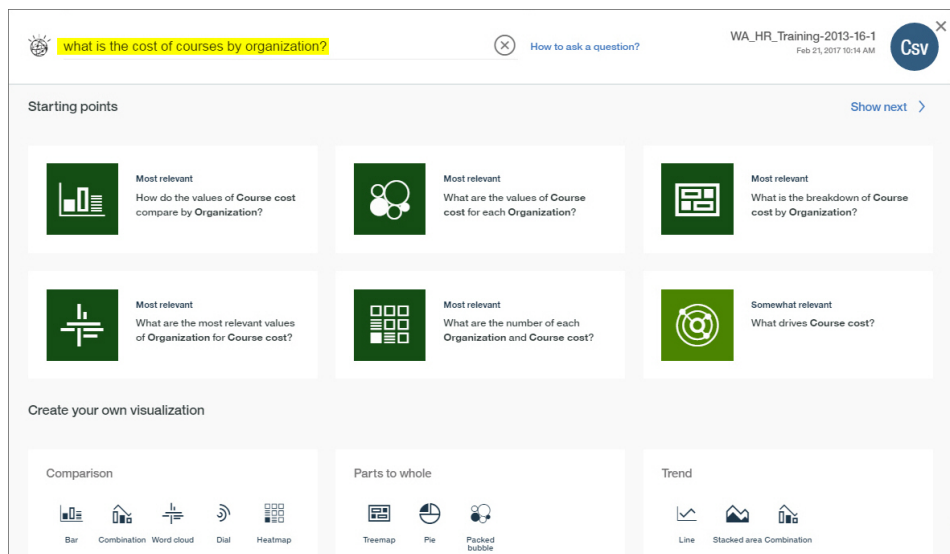 what is the cost of courses by organization?
How to ask a question?
WA_HR_Training-2013-16-1
Feb 21, 2017 10:14 AM
Csv
Starting points
Show next
Most relevant
How do the values of Course cost
compare by Organization?
Most relevant
What are the values of Course
cost for each Organization?
Most relevant
What is the breakdown of Course
cost by Organization?
Most relevant
What are the most relevant values
of Organization for Course cost?
Most relevant
What are the number of each
Organization and Course cost?
Somewhat relevant
What drives Course cost?
Create your own visualization
Comparison
Bar
Combination
Word cloud
Dial
Heatmap
Parts to whole
Treemap
Pie
Packed
bubble
Trend
Line
Stacked area
Combination